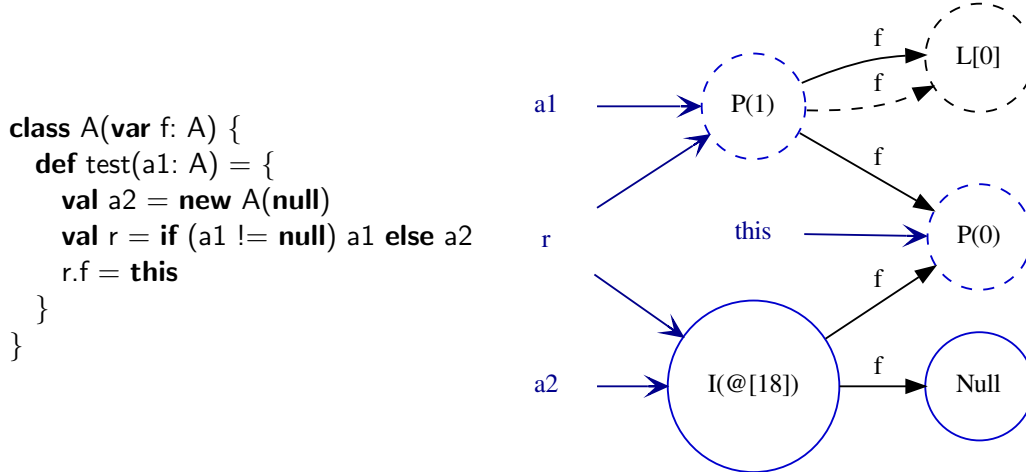 class A(var f: A) {
def test(a1: A) = {
val a2 = new A(null)
val r = if (a1 != null) a1 else a2
r.f = this
}
}
f
L[0]
f
a1
P(1)
f
r
this
P(0)
f
a2
I(@[18])
f
Null